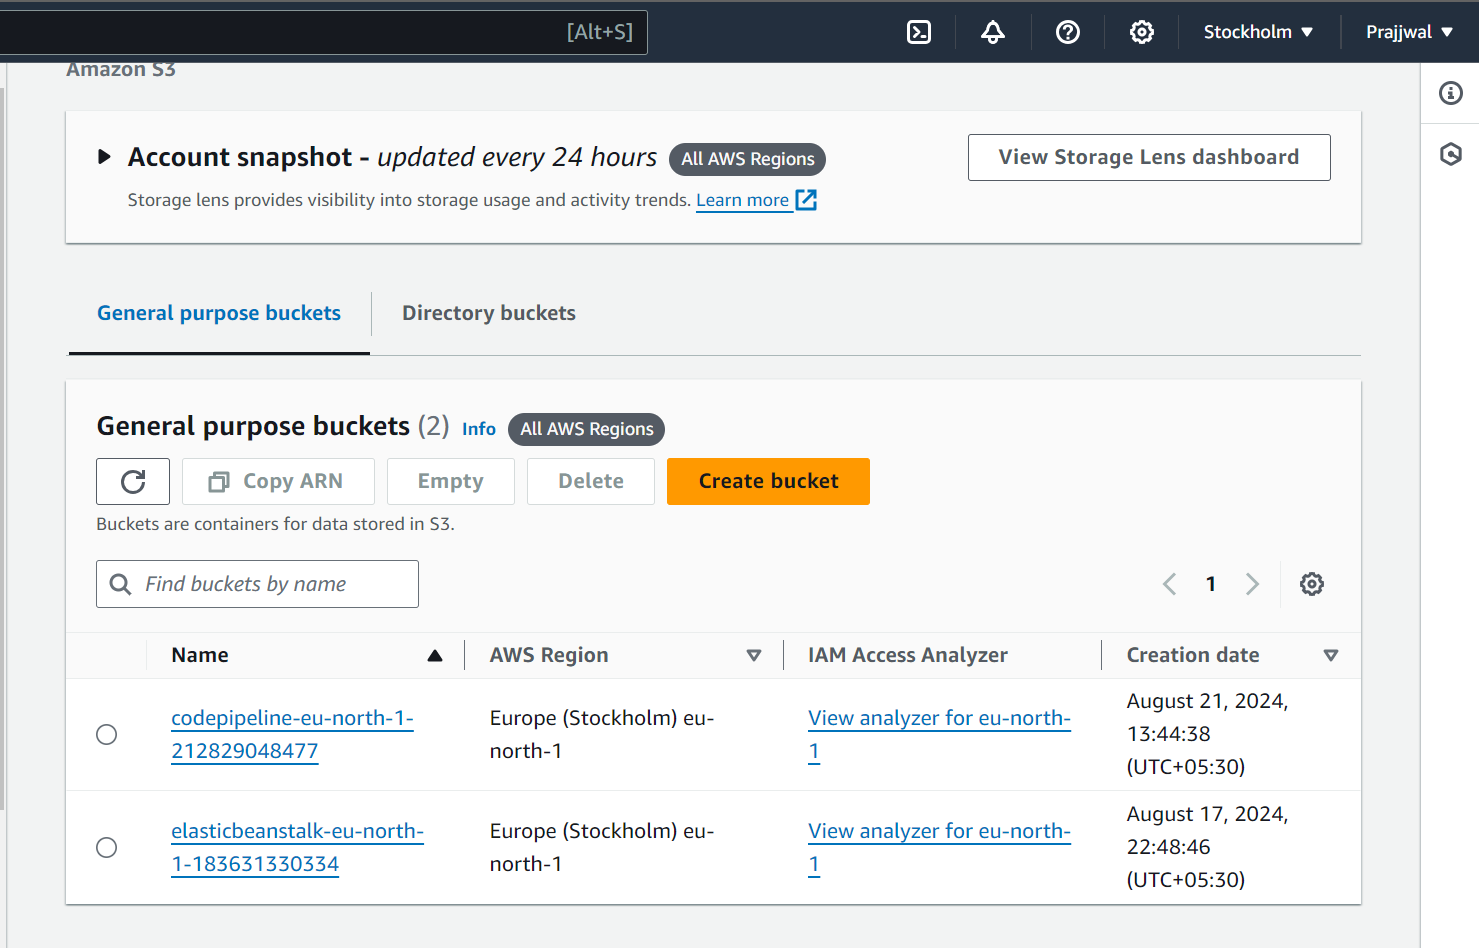 [Alt+S]
Stockholm
Prajjwal
Amazon S3
Account snapshot - updated every 24 hours All AWS Regions
View Storage Lens dashboard
Storage lens provides visibility into storage usage and activity trends. Learn more
General purpose buckets
Directory buckets
General purpose buckets (2) Info All AWS Regions
Copy ARN
Empty
Delete
Create bucket
Buckets are containers for data stored in S3.
Find buckets by name
1
Name
AWS Region
IAM Access Analyzer
Creation date
codepipeline-eu-north-1-
212829048477
Europe (Stockholm) eu-
north-1
View analyzer for eu-north-
1
August 21, 2024,
13:44:38
(UTC+05:30)
elasticbeanstalk-eu-north-
1-183631330334
Europe (Stockholm) eu-
north-1
View analyzer for eu-north-
1
August 17, 2024,
22:48:46
(UTC+05:30)